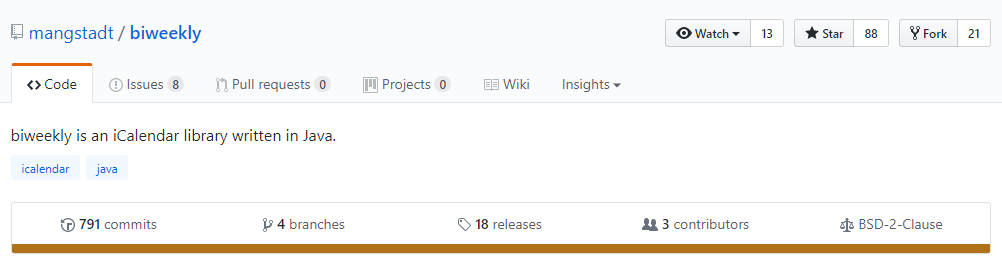 mangstadt / biweekly
Watch 13 Star 88 Fork 21
Code Issues 8 Pull requests 0 Projects 0 Wiki Insights
biweekly is an iCalendar library written in Java.
icalendar java
791 commits 4 branches 18 releases 3 contributors BSD-2-Clause